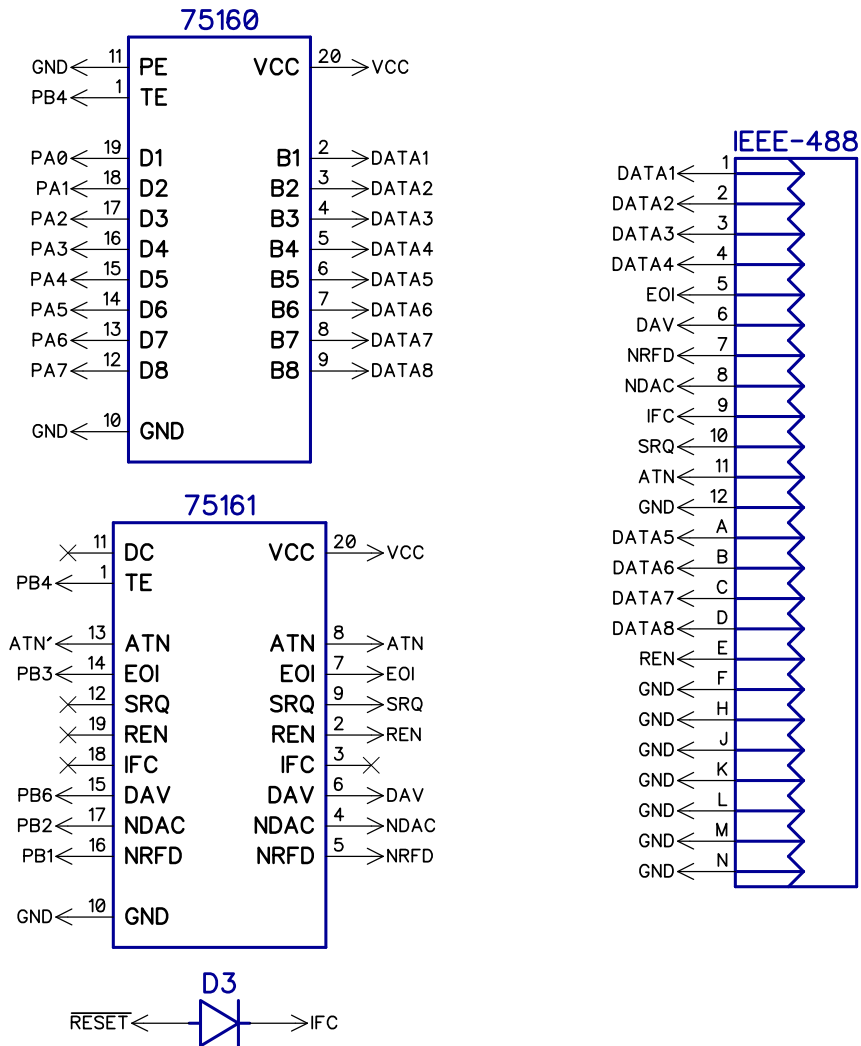 75160
GND 11 PE VCC 20 VCC
PB4 1 TE
PA0 19 D1 B1 2 DATA1
PA1 18 D2 B2 3 DATA2
PA2 17 D3 B3 4 DATA3
PA3 16 D4 B4 5 DATA4
PA4 15 D5 B5 6 DATA5
PA5 14 D6 B6 7 DATA6
PA6 13 D7 B7 8 DATA7
PA7 12 D8 B8 9 DATA8
GND 10 GND
75161
11 DC VCC 20 VCC
PB4 1 TE
ATN' 13 ATN ATN 8 ATN
PB3 14 EOI EOI 7 EOI
12 SRQ SRQ 9 SRQ
19 REN REN 2 REN
18 IFC IFC 3
PB6 15 DAV DAV 6 DAV
PB2 17 NDAC NDAC 4 NDAC
PB1 16 NRFD NRFD 5 NRFD
GND 10 GND
D3
RESET IFC
IEEE-488
DATA1 1
DATA2 2
DATA3 3
DATA4 4
EOI 5
DAV 6
NRFD 7
NDAC 8
IFC 9
SRQ 10
ATN 11
GND 12
DATA5 A
DATA6 B
DATA7 C
DATA8 D
REN E
GND F
GND H
GND J
GND K
GND L
GND M
GND N